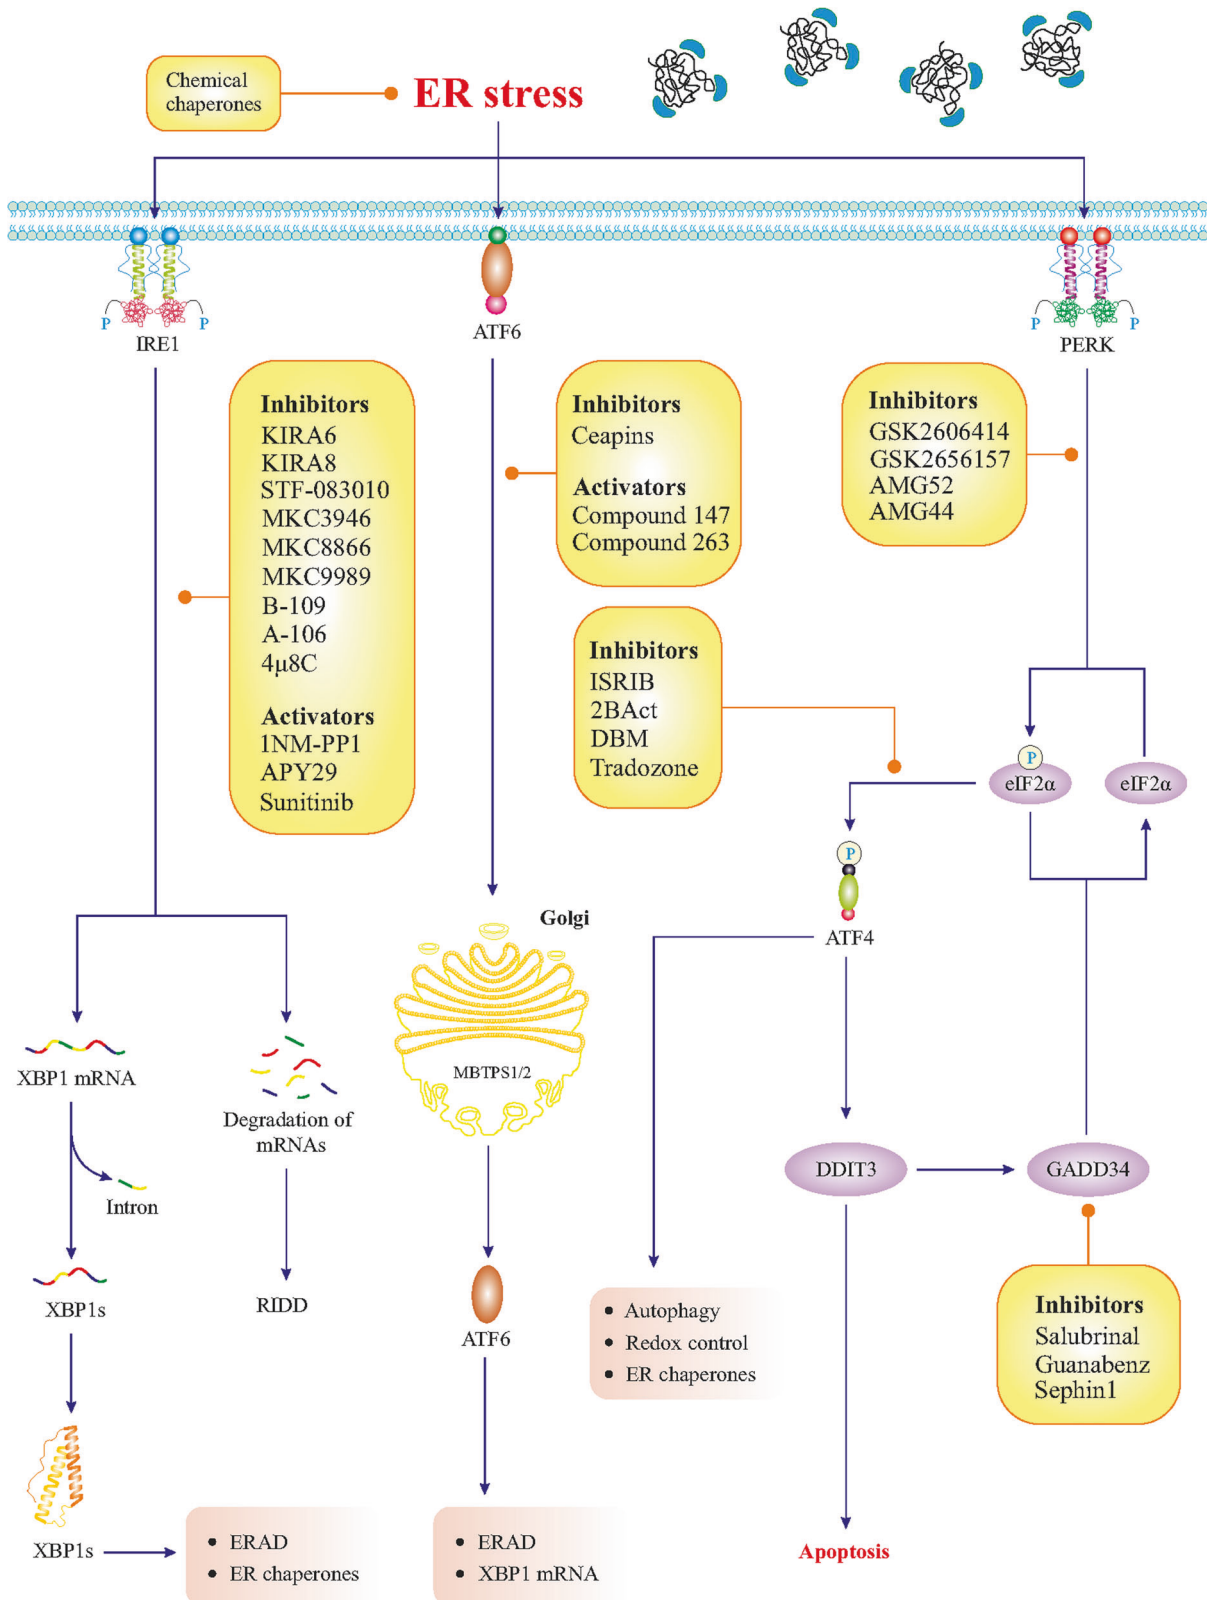 Chemical
chaperones
ER stress
P
P
IRE1
ATF6
P
P
PERK
Inhibitors
KIRA6
KIRA8
STF-083010
MKC3946
MKC8866
MKC9989
B-109
A-106
4μ8C
Activators
1NM-PP1
APY29
Sunitinib
Inhibitors
Ceapins
Activators
Compound 147
Compound 263
Inhibitors
GSK2606414
GSK2656157
AMG52
AMG44
Inhibitors
ISRIB
2BAct
DBM
Tradozone
P
eIF2α
eIF2α
P
ATF4
Golgi
MBTPS1/2
XBP1 mRNA
Degradation of
mRNAs
Intron
XBP1s
RIDD
ATF6
DDIT3
GADD34
• Autophagy
• Redox control
• ER chaperones
Inhibitors
Salubrinal
Guanabenz
Sephin1
XBP1s
• ERAD
• ER chaperones
• ERAD
• XBP1 mRNA
Apoptosis